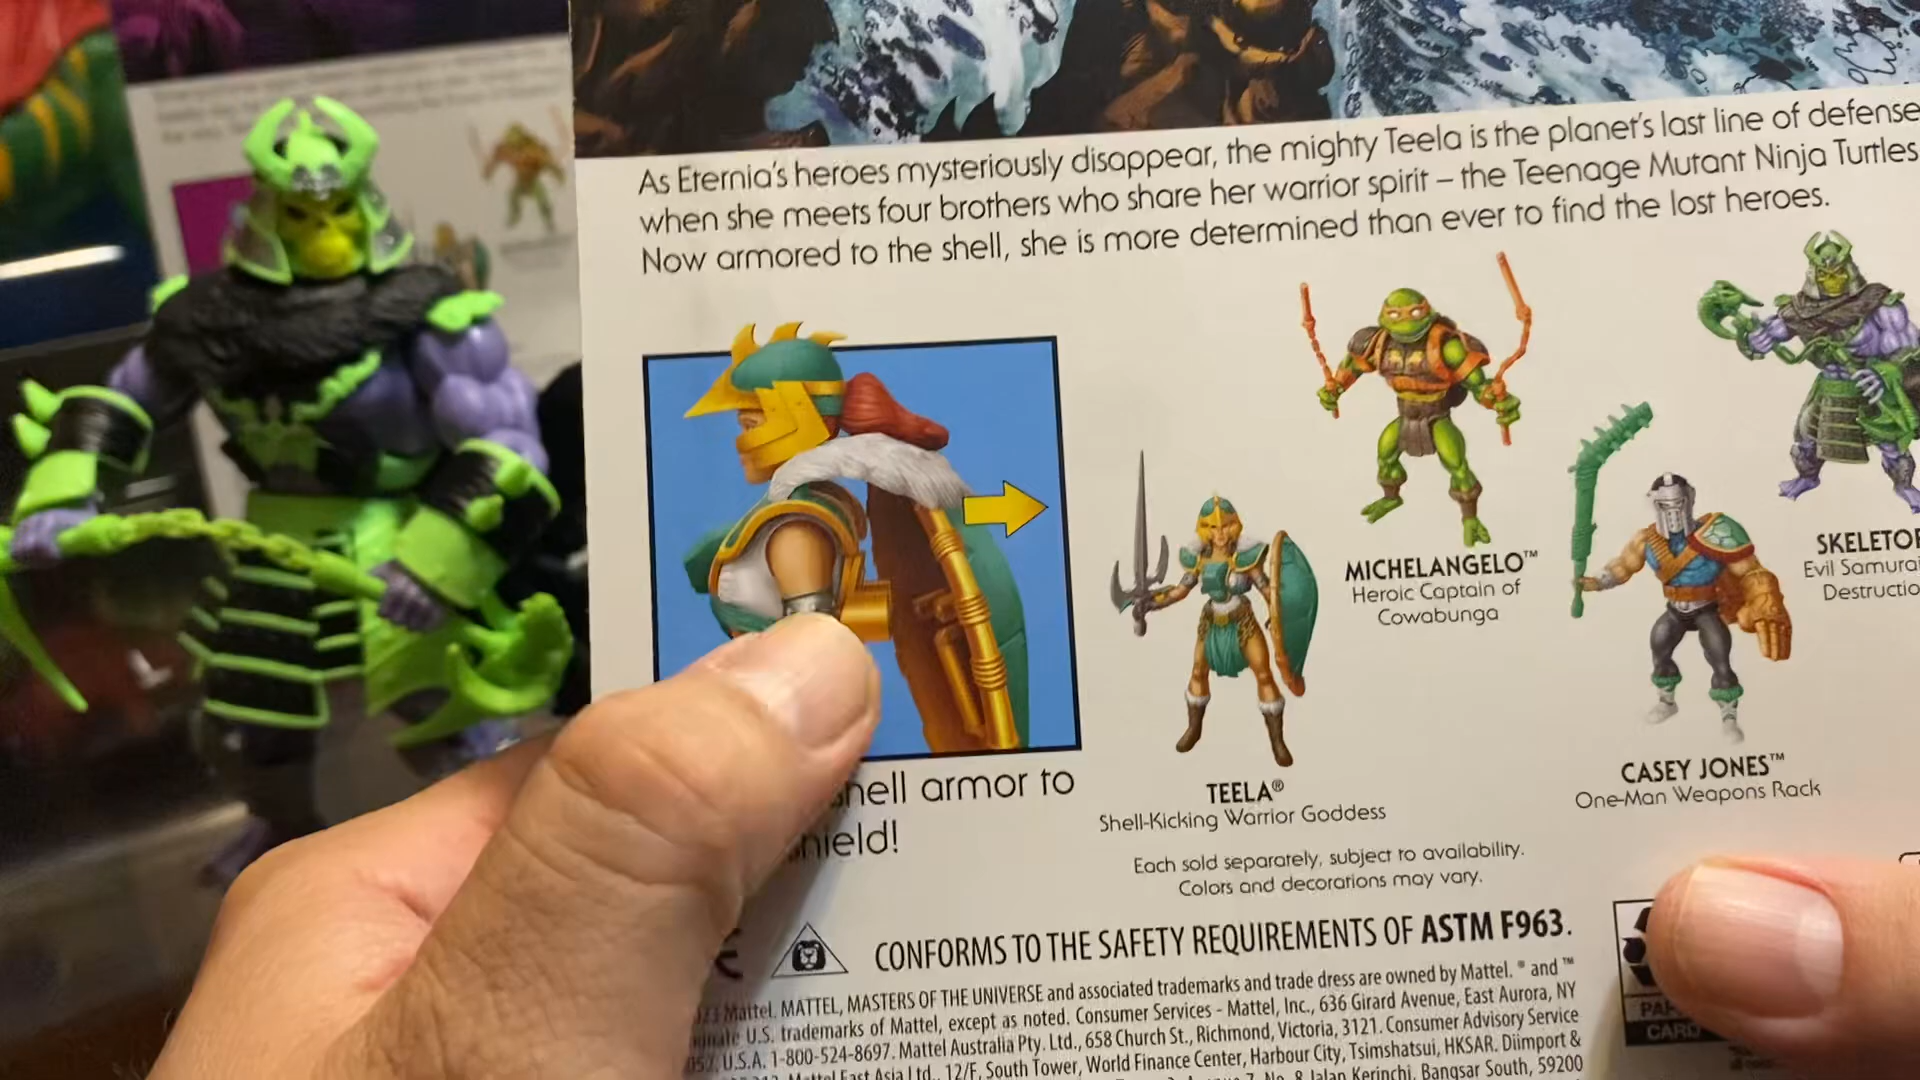 As Eternia's heroes mysteriously disappear, the mighty Teela is the planet's last line of defense
when she meets four brothers who share her warrior spirit – the Teenage Mutant Ninja Turtles
Now armored to the shell, she is more determined than ever to find the lost heroes.
MICHELANGELO™
Heroic Captain of
Cowabunga
SKELETO
Evil Samurai
Destructio
CASEY JONES™
One-Man Weapons Rack
TEELA®
Shell-Kicking Warrior Goddess
shell armor to
shield!
Each sold separately, subject to availability.
Colors and decorations may vary.
CONFORMS TO THE SAFETY REQUIREMENTS OF ASTM F963.
Mattel. MATTEL, MASTERS OF THE UNIVERSE and associated trademarks and trade dress are owned by Mattel. ® and ™
U.S. trademarks of Mattel, except as noted. Consumer Services - Mattel, Inc., 636 Girard Avenue, East Aurora, NY
U.S.A. 1-800-524-8697. Mattel Australia Pty. Ltd., 658 Church St., Richmond, Victoria, 3121. Consumer Advisory Service
Mattel East Asia Ltd., 12/F, South Tower, World Finance Center, Harbour City, Tsimshatsui, HKSAR. Diimport &
No. 8 Jalan Kerinchi, Bangsar South, 59200
PAP
CARD